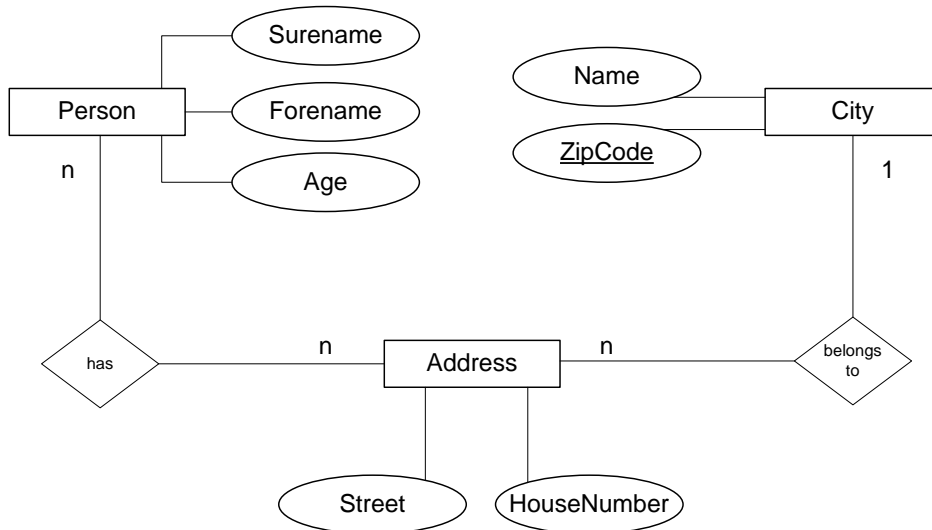 Surename
Name
Person
Forename
City
ZipCode
n
Age
1
has
n
Address
n
belongs
to
Street
HouseNumber